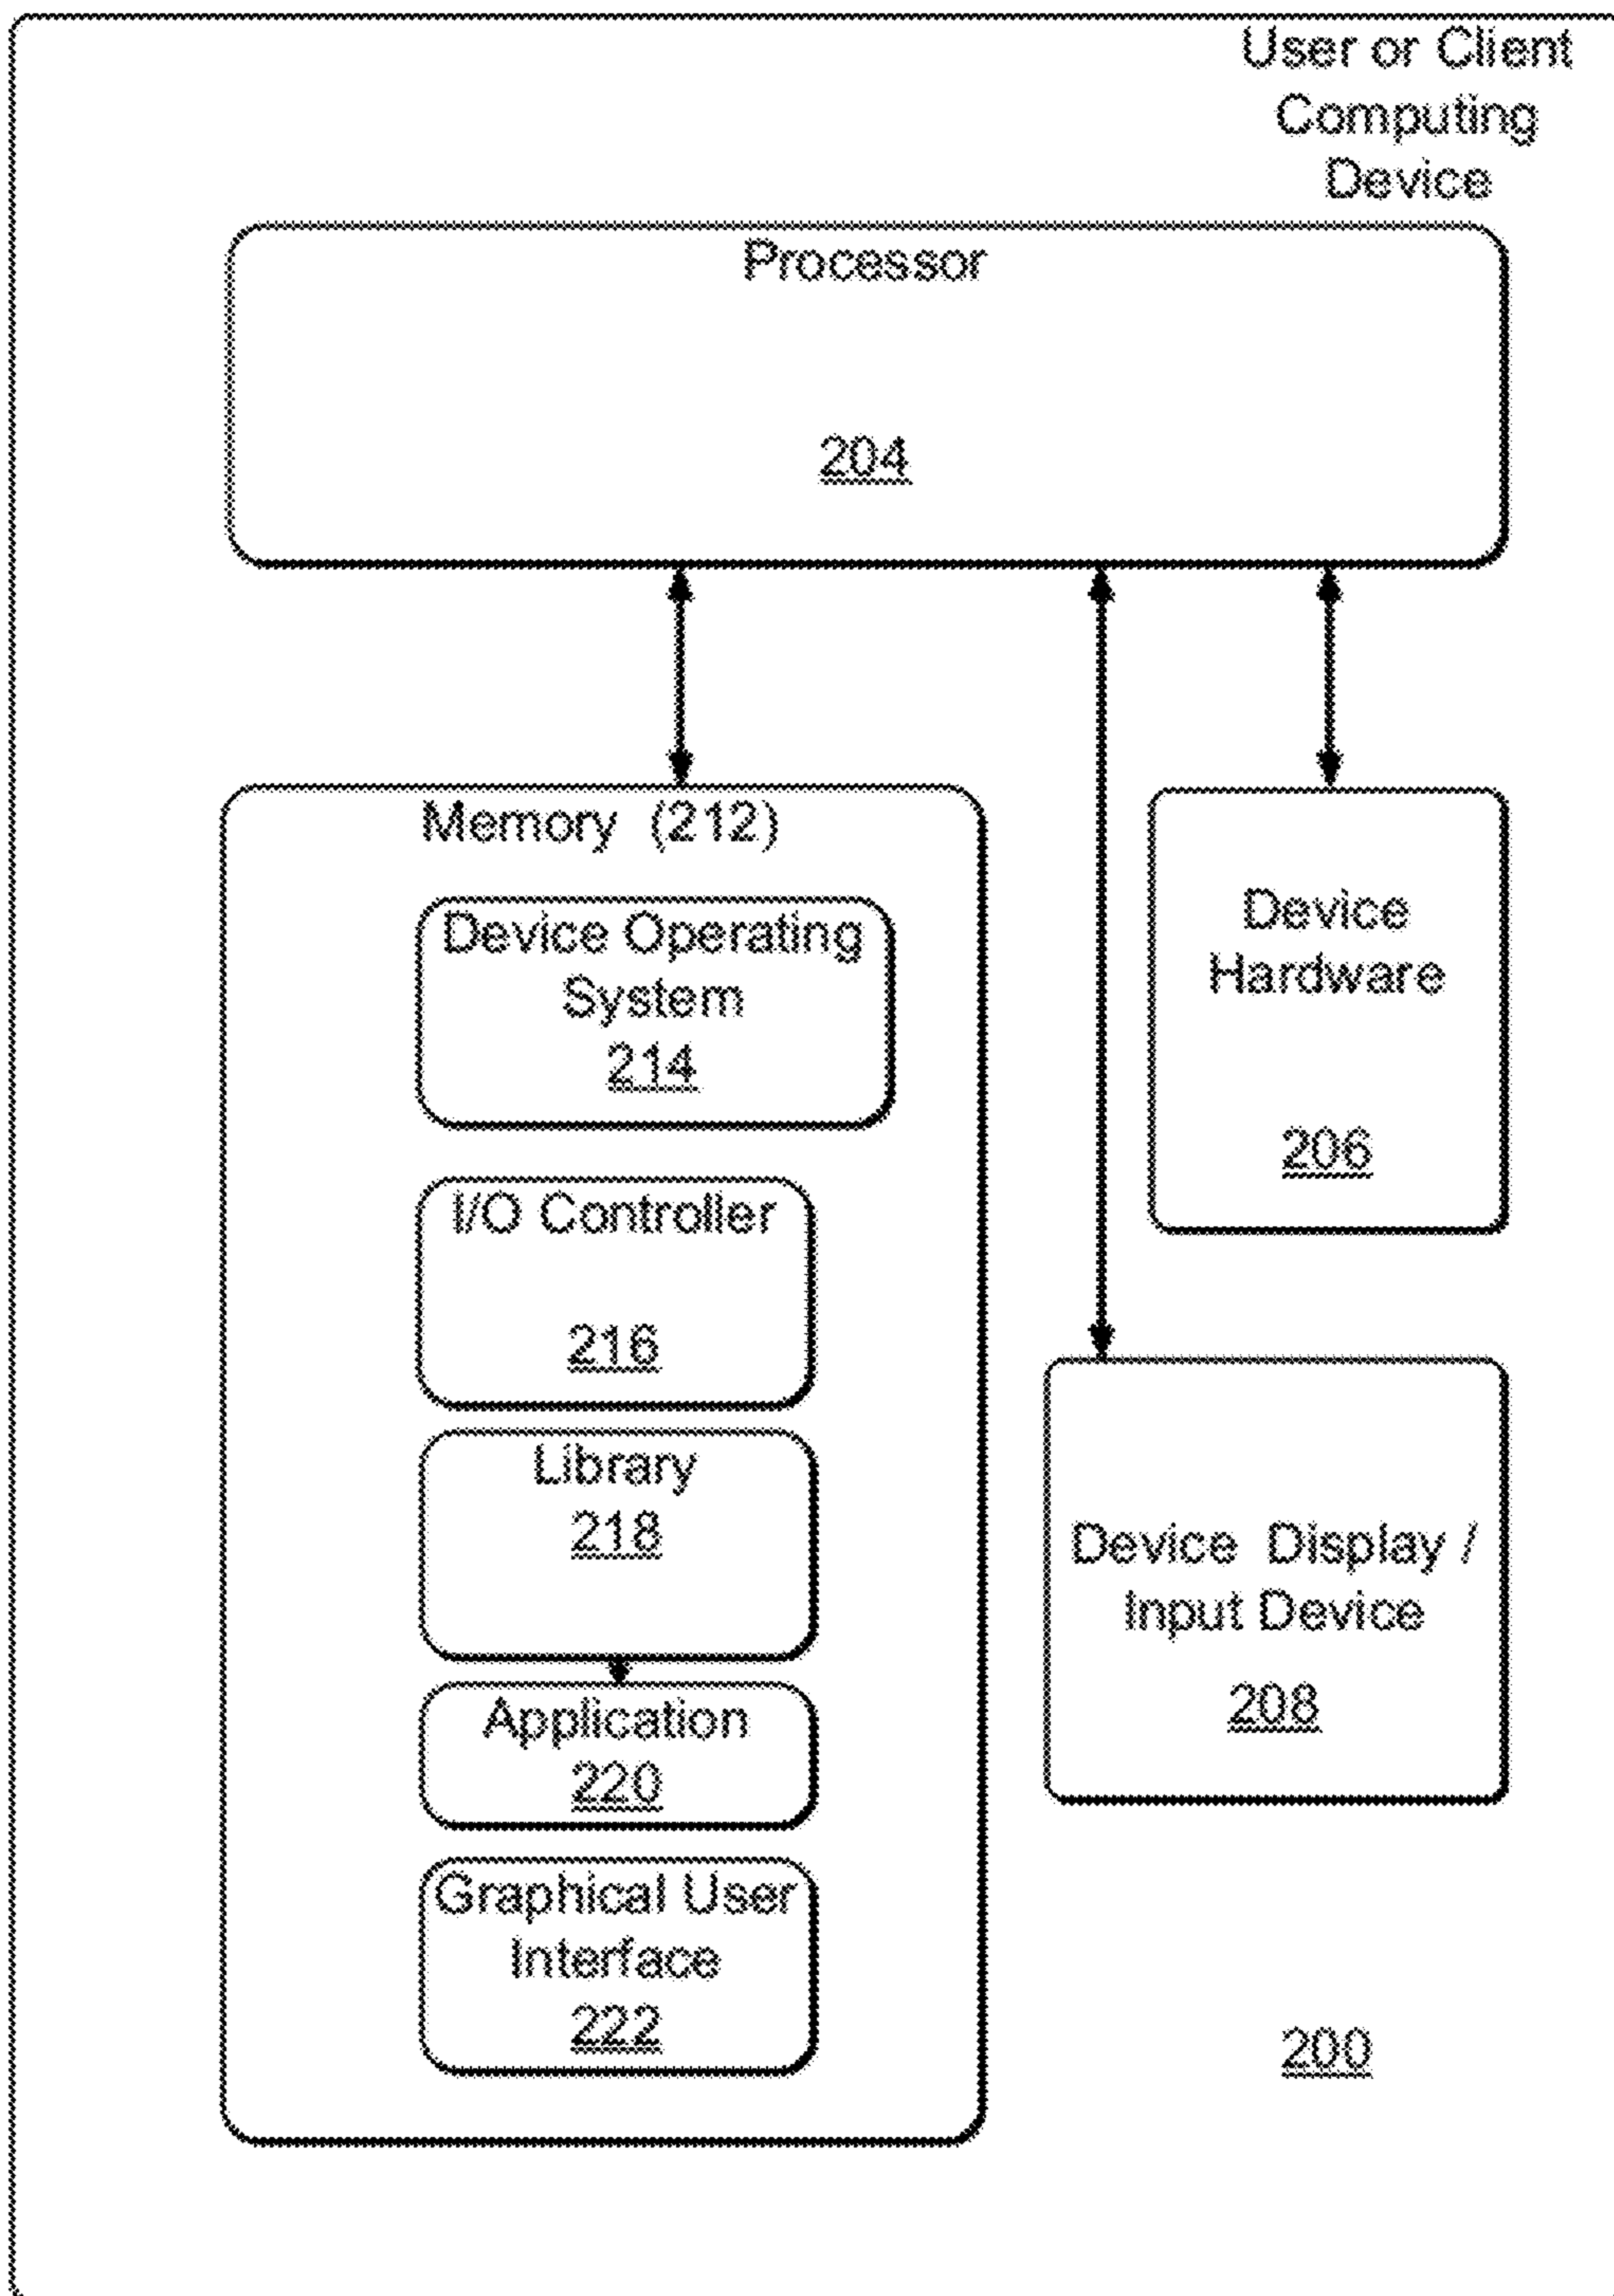 User or Client
Computing
Device
Processor
204
Memory (212)
Device Operating
System
214
I/O Controller
216
Library
218
Application
220
Graphical User
Interface
222
Device
Hardware
206
Device Display /
Input Device
208
200